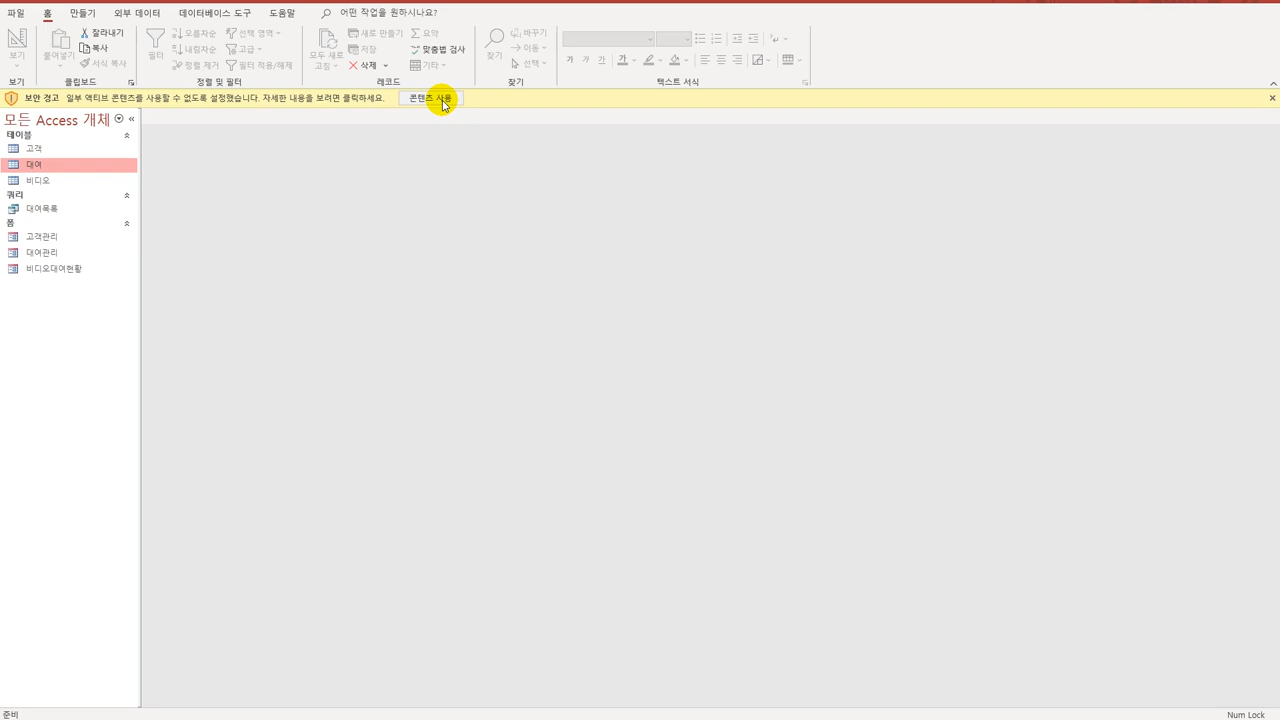 파일 홈 만들기 외부 데이터 데이터베이스 도구 도움말 어떤 작업을 원하시나요?
보기
붙여넣기
잘라내기
복사
서식 복사
필터
오름차순
내림차순
정렬 제거
선택 영역
고급
필터 적용/해제
모두 새로
고침
새로 만들기
저장
삭제
요약
맞춤법 검사
기타
찾기
바꾸기
이동
선택
가 가 가 가
보기 클립보드 정렬 및 필터 레코드 찾기 텍스트 서식
보안 경고 일부 액티브 콘텐츠를 사용할 수 없도록 설정했습니다. 자세한 내용을 보려면 클릭하세요. 콘텐츠 사용
모든 Access 개체
테이블
고객
대여
비디오
쿼리
대여목록
폼
고객관리
대여관리
비디오대여현황
준비
Num Lock